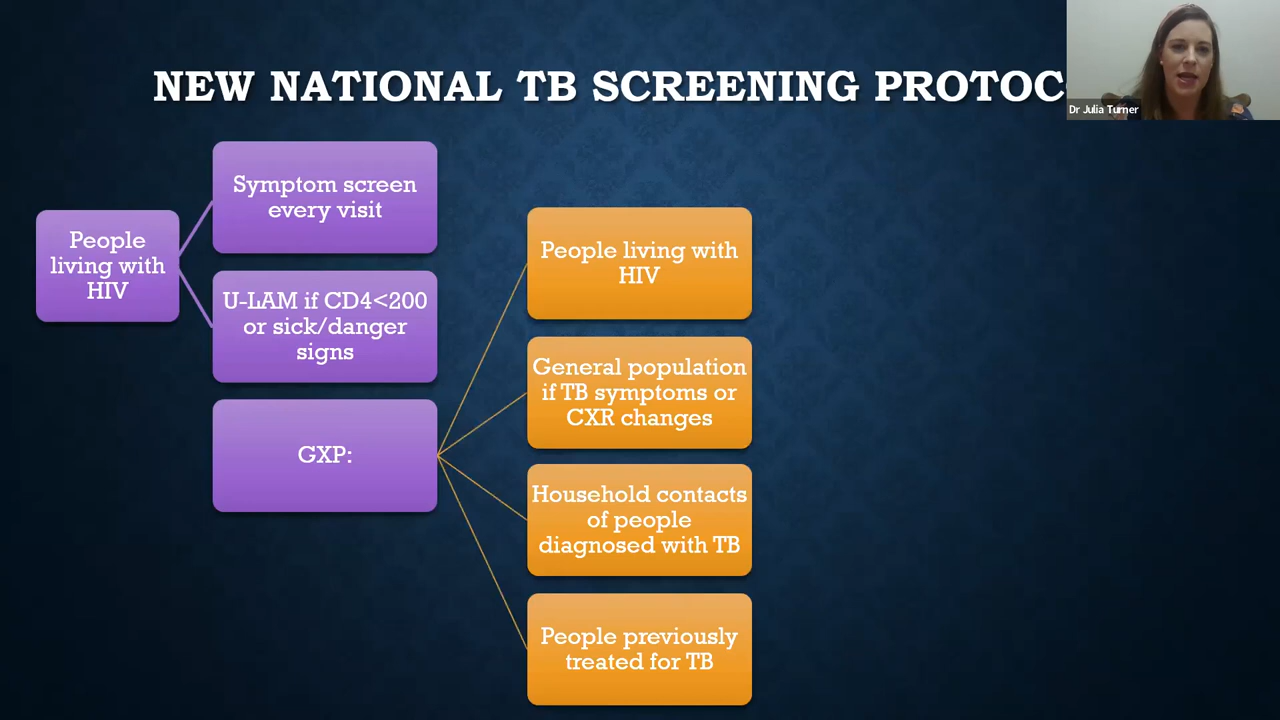 NEW NATIONAL TB SCREENING PROTOC
Dr Julia Turner
People
living with
HIV
Symptom screen
every visit
U-LAM if CD4<200
or sick/danger
signs
GXP:
People living with
HIV
General population
if TB symptoms or
CXR changes
Household contacts
of people
diagnosed with TB
People previously
treated for TB